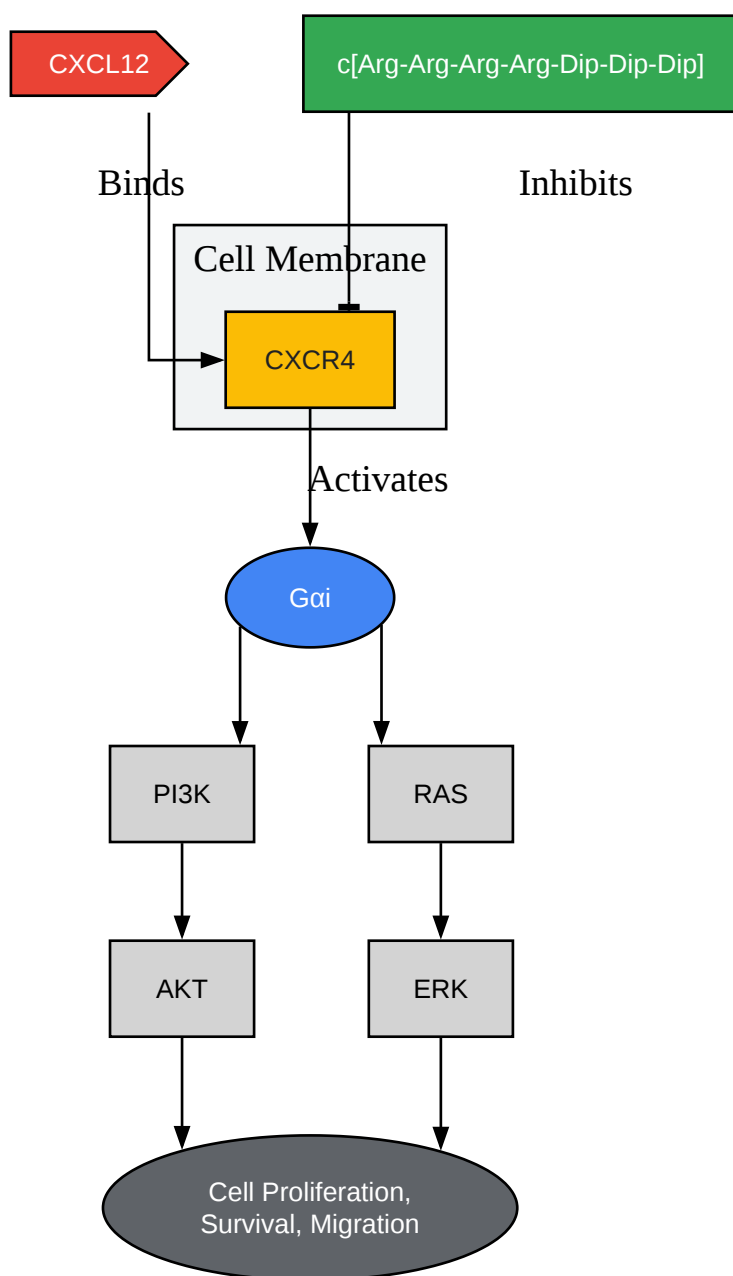 CXCL12
c[Arg-Arg-Arg-Arg-Dip-Dip-Dip]
Binds
Inhibits
Cell Membrane
CXCR4
Activates
Gαi
PI3K
RAS
AKT
ERK
Cell Proliferation,
Survival, Migration